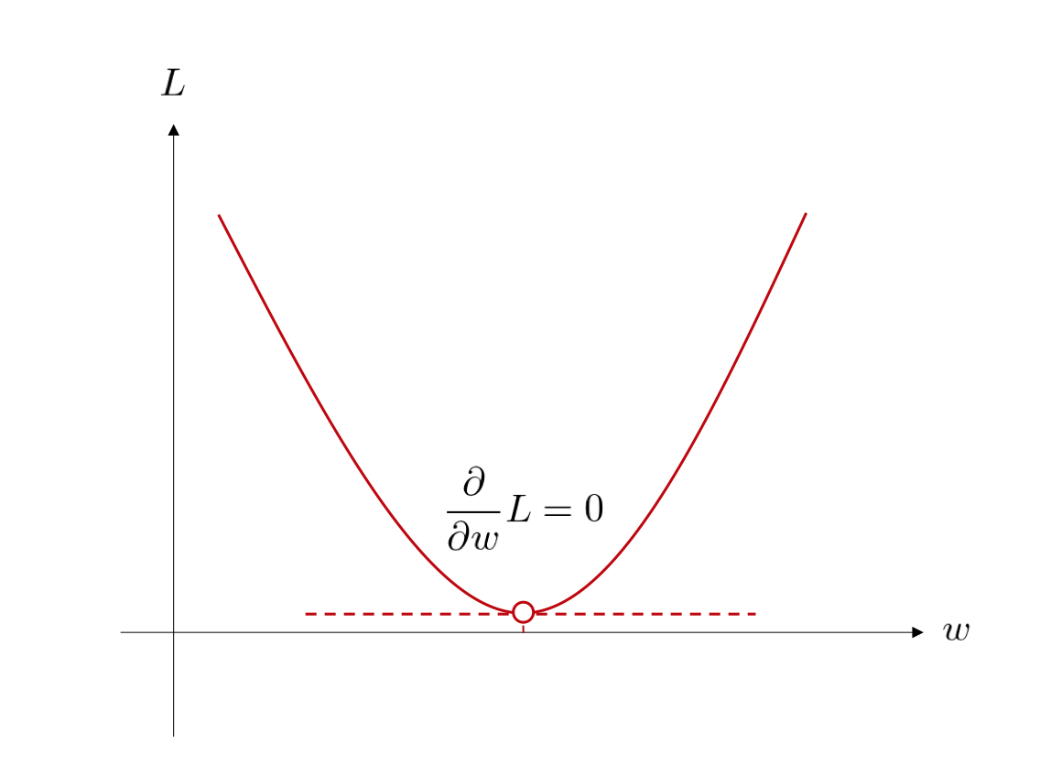 L
∂/∂w L = 0
w